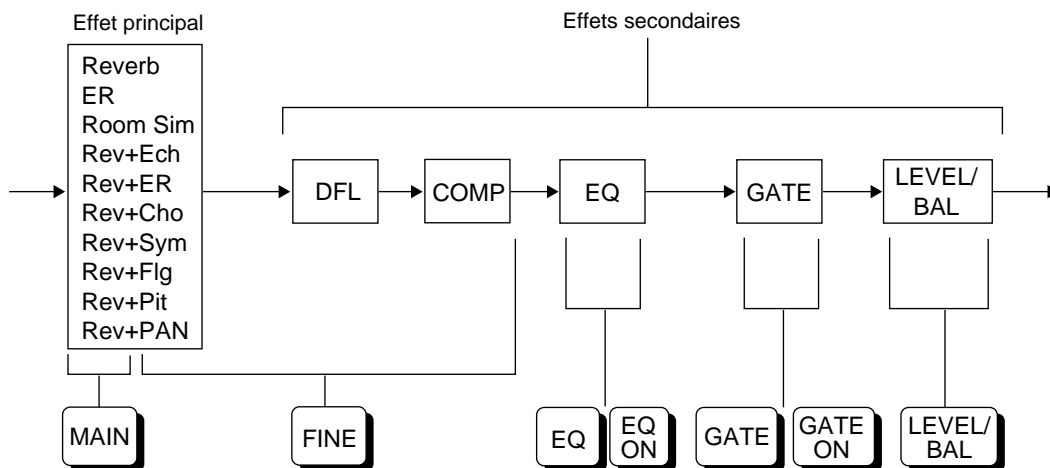 Effet principal
Effets secondaires
Reverb
ER
Room Sim
Rev+Ech
Rev+ER
Rev+Cho
Rev+Sym
Rev+Flg
Rev+Pit
Rev+PAN
DFL
COMP
EQ
GATE
LEVEL/
BAL
MAIN
FINE
EQ
EQ
ON
GATE
GATE
ON
LEVEL/
BAL